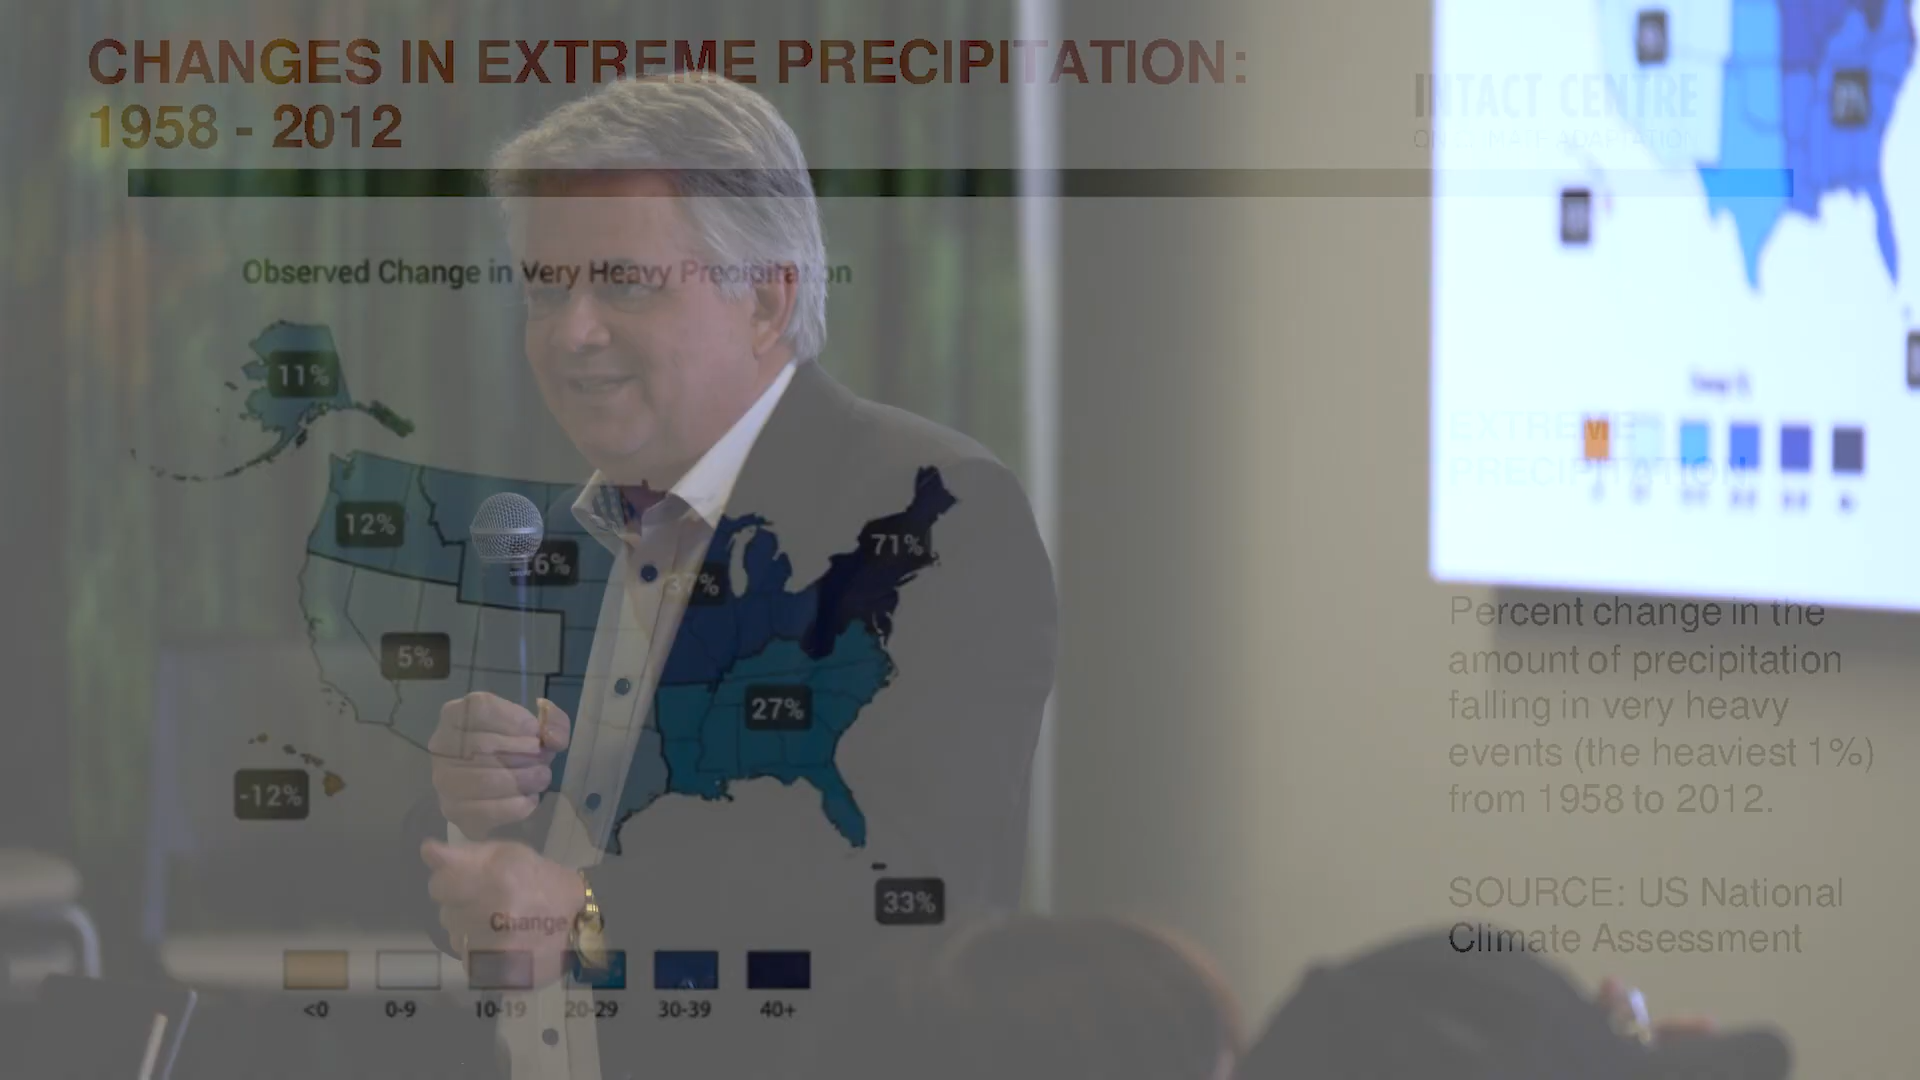 CHANGES IN EXTREME PRECIPITATION:
1958 - 2012
INTACT CENTRE
ON CLIMATE ADAPTATION
Observed Change in Very Heavy Precipitation
11%
12%
16%
37%
71%
5%
27%
-12%
33%
Change (%)
<0
0-9
10-19
20-29
30-39
40+
EXTREME
PRECIPITATION
Percent change in the
amount of precipitation
falling in very heavy
events (the heaviest 1%)
from 1958 to 2012.
SOURCE: US National
Climate Assessment